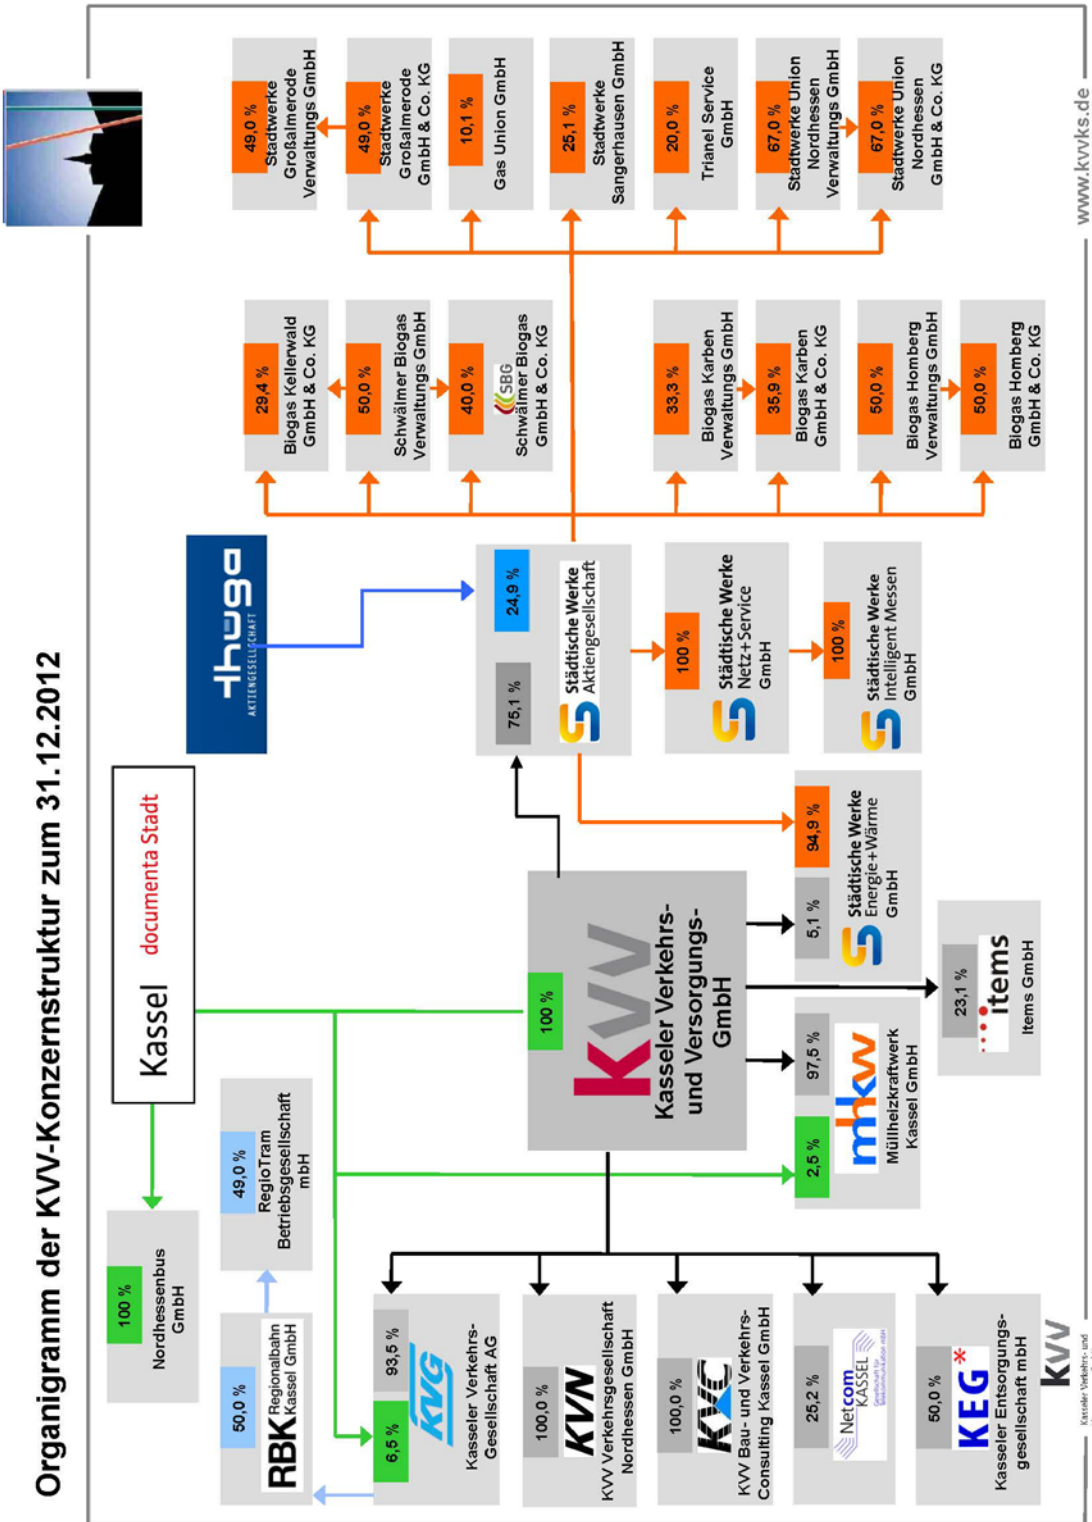 Organigramm der KVV-Konzernstruktur zum 31.12.2012
Kassel documenta Stadt
thüga
AKTIENGESELLSCHAFT
100 %
Nordhessenbus
GmbH
50,0 %
RBK Regionalbahn
Kassel GmbH
49,0 %
RegioTram
Betriebsgesellschaft
mbH
6,5 %
93,5 %
KVG
Kasseler Verkehrs-
Gesellschaft AG
100,0 %
KVN
KVV Verkehrsgesellschaft
Nordhessen GmbH
100,0 %
KVC
KVV Bau- und Verkehrs-
Consulting Kassel GmbH
25,2 %
Netcom
KASSEL
Gesellschaft für
Telekommunikation mbH
50,0 %
KEG*
Kasseler Entsorgungs-
gesellschaft mbH
100 %
KVV
Kasseler Verkehrs-
und Versorgungs-
GmbH
2,5 %
97,5 %
mhkw
Müllheizkraftwerk
Kassel GmbH
23,1 %
items
Items GmbH
5,1 %
94,9 %
Städtische Werke
Energie+Wärme
GmbH
75,1 %
24,9 %
Städtische Werke
Aktiengesellschaft
100 %
Städtische Werke
Netz+Service
GmbH
100 %
Städtische Werke
Intelligent Messen
GmbH
29,4 %
Biogas Kellerwald
GmbH & Co. KG
50,0 %
Schwälmer Biogas
Verwaltungs GmbH
40,0 %
SBG
Schwälmer Biogas
GmbH & Co. KG
33,3 %
Biogas Karben
Verwaltungs GmbH
35,9 %
Biogas Karben
GmbH & Co. KG
50,0 %
Biogas Homberg
Verwaltungs GmbH
50,0 %
Biogas Homberg
GmbH & Co. KG
49,0 %
Stadtwerke
Großalmerode
Verwaltungs GmbH
49,0 %
Stadtwerke
Großalmerode
GmbH & Co. KG
10,1 %
Gas Union GmbH
25,1 %
Stadtwerke
Sangerhausen GmbH
20,0 %
Trianel Service
GmbH
67,0 %
Stadtwerke Union
Nordhessen
Verwaltungs GmbH
67,0 %
Stadtwerke Union
Nordhessen
GmbH & Co. KG
KVV
Kasseler Verkehrs- und
www.kvvks.de